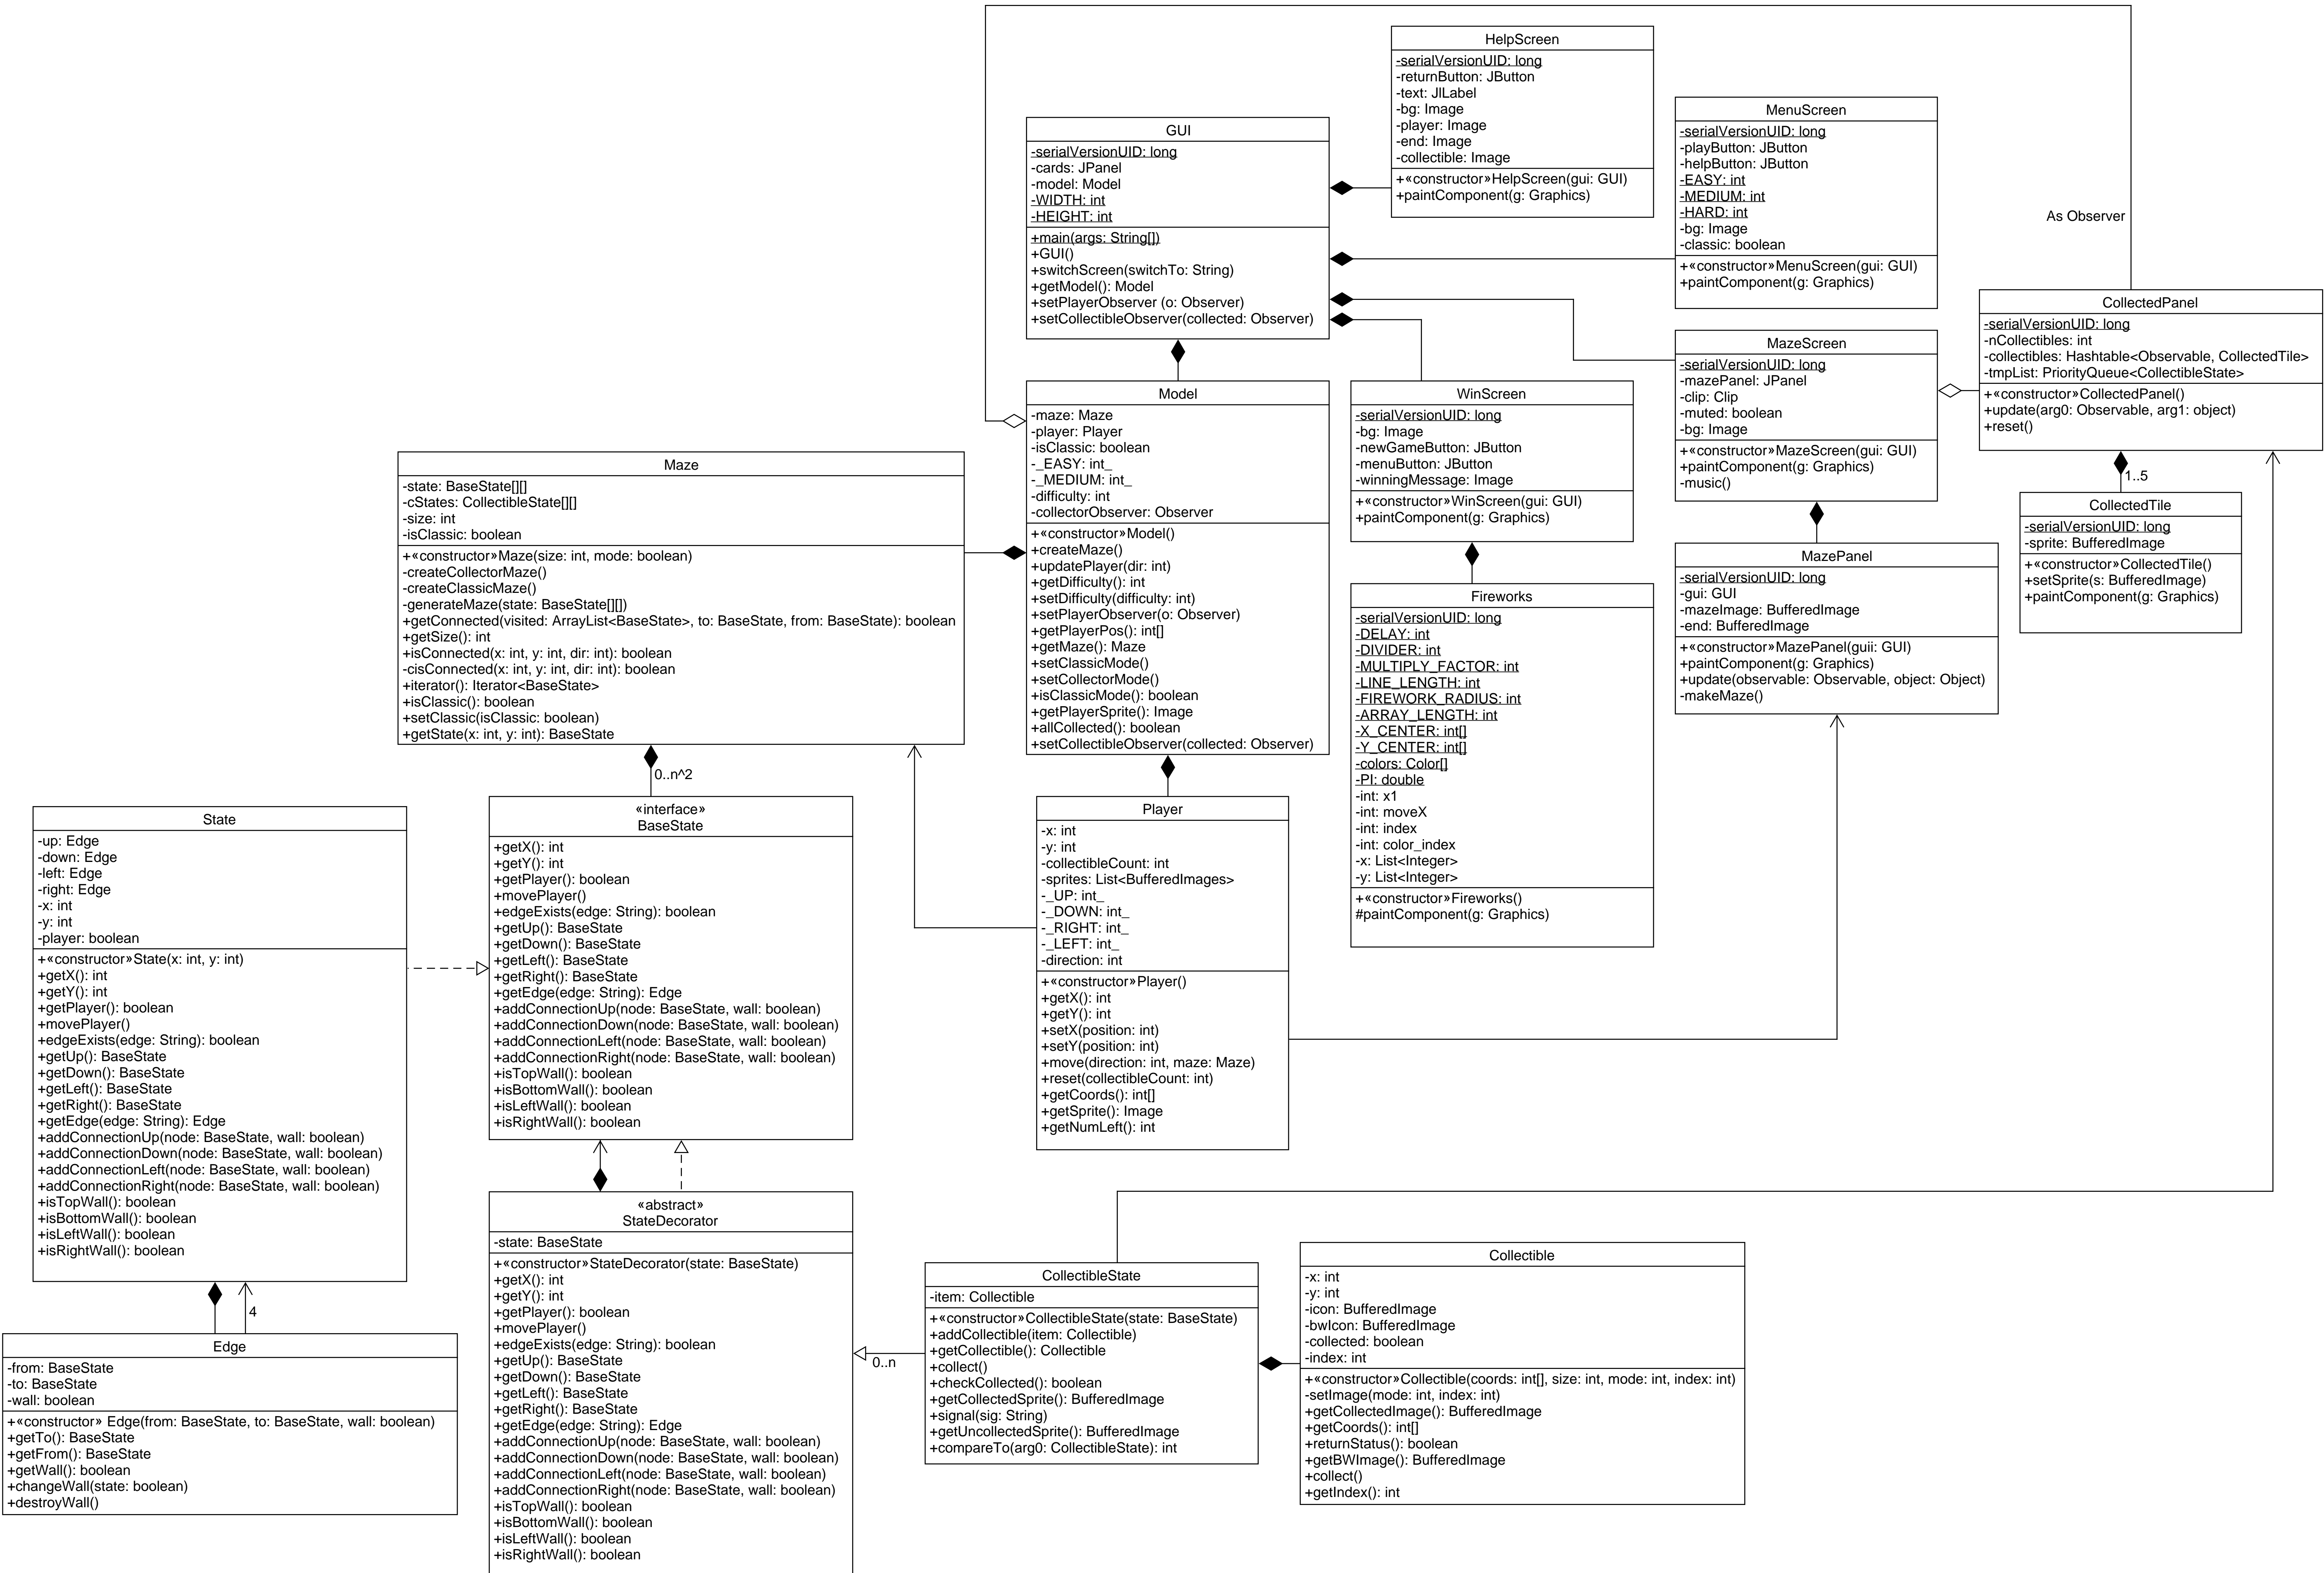 HelpScreen
-serialVersionUID: long
-returnButton: JButton
-text: JlLabel
-bg: Image
-player: Image
-end: Image
-collectible: Image
+«constructor»HelpScreen(gui: GUI)
+paintComponent(g: Graphics)
MenuScreen
-serialVersionUID: long
-playButton: JButton
-helpButton: JButton
-EASY: int
-MEDIUM: int
-HARD: int
-bg: Image
-classic: boolean
+«constructor»MenuScreen(gui: GUI)
+paintComponent(g: Graphics)
GUI
-serialVersionUID: long
-cards: JPanel
-model: Model
-WIDTH: int
-HEIGHT: int
+main(args: String[])
+GUI()
+switchScreen(switchTo: String)
+getModel(): Model
+setPlayerObserver (o: Observer)
+setCollectibleObserver(collected: Observer)
As Observer
CollectedPanel
-serialVersionUID: long
-nCollectibles: int
-collectibles: Hashtable<Observable, CollectedTile>
-tmpList: PriorityQueue<CollectibleState>
+«constructor»CollectedPanel()
+update(arg0: Observable, arg1: object)
+reset()
MazeScreen
-serialVersionUID: long
-mazePanel: JPanel
-clip: Clip
-muted: boolean
-bg: Image
+«constructor»MazeScreen(gui: GUI)
+paintComponent(g: Graphics)
-music()
Model
-maze: Maze
-player: Player
-isClassic: boolean
-_EASY: int_
-_MEDIUM: int_
-difficulty: int
-collectorObserver: Observer
+«constructor»Model()
+createMaze()
+updatePlayer(dir: int)
+getDifficulty(): int
+setDifficulty(difficulty: int)
+setPlayerObserver(o: Observer)
+getPlayerPos(): int[]
+getMaze(): Maze
+setClassicMode()
+setCollectorMode()
+isClassicMode(): boolean
+getPlayerSprite(): Image
+allCollected(): boolean
+setCollectibleObserver(collected: Observer)
WinScreen
-serialVersionUID: long
-bg: Image
-newGameButton: JButton
-menuButton: JButton
-winningMessage: Image
+«constructor»WinScreen(gui: GUI)
+paintComponent(g: Graphics)
Maze
-state: BaseState[][]
-cStates: CollectibleState[][]
-size: int
-isClassic: boolean
+«constructor»Maze(size: int, mode: boolean)
-createCollectorMaze()
-createClassicMaze()
-generateMaze(state: BaseState[][])
+getConnected(visited: ArrayList<BaseState>, to: BaseState, from: BaseState): boolean
+getSize(): int
+isConnected(x: int, y: int, dir: int): boolean
-cisConnected(x: int, y: int, dir: int): boolean
+iterator(): Iterator<BaseState>
+isClassic(): boolean
+setClassic(isClassic: boolean)
+getState(x: int, y: int): BaseState
1..5
CollectedTile
-serialVersionUID: long
-sprite: BufferedImage
+«constructor»CollectedTile()
+setSprite(s: BufferedImage)
+paintComponent(g: Graphics)
MazePanel
-serialVersionUID: long
-gui: GUI
-mazeImage: BufferedImage
-end: BufferedImage
+«constructor»MazePanel(guii: GUI)
+paintComponent(g: Graphics)
+update(observable: Observable, object: Object)
-makeMaze()
Fireworks
-serialVersionUID: long
-DELAY: int
-DIVIDER: int
-MULTIPLY_FACTOR: int
-LINE_LENGTH: int
-FIREWORK_RADIUS: int
-ARRAY_LENGTH: int
-X_CENTER: int[]
-Y_CENTER: int[]
-colors: Color[]
-PI: double
-int: x1
-int: moveX
-int: index
-int: color_index
-x: List<Integer>
-y: List<Integer>
+«constructor»Fireworks()
#paintComponent(g: Graphics)
0..n^2
State
-up: Edge
-down: Edge
-left: Edge
-right: Edge
-x: int
-y: int
-player: boolean
+«constructor»State(x: int, y: int)
+getX(): int
+getY(): int
+getPlayer(): boolean
+movePlayer()
+edgeExists(edge: String): boolean
+getUp(): BaseState
+getDown(): BaseState
+getLeft(): BaseState
+getRight(): BaseState
+getEdge(edge: String): Edge
+addConnectionUp(node: BaseState, wall: boolean)
+addConnectionDown(node: BaseState, wall: boolean)
+addConnectionLeft(node: BaseState, wall: boolean)
+addConnectionRight(node: BaseState, wall: boolean)
+isTopWall(): boolean
+isBottomWall(): boolean
+isLeftWall(): boolean
+isRightWall(): boolean
«interface»
BaseState
+getX(): int
+getY(): int
+getPlayer(): boolean
+movePlayer()
+edgeExists(edge: String): boolean
+getUp(): BaseState
+getDown(): BaseState
+getLeft(): BaseState
+getRight(): BaseState
+getEdge(edge: String): Edge
+addConnectionUp(node: BaseState, wall: boolean)
+addConnectionDown(node: BaseState, wall: boolean)
+addConnectionLeft(node: BaseState, wall: boolean)
+addConnectionRight(node: BaseState, wall: boolean)
+isTopWall(): boolean
+isBottomWall(): boolean
+isLeftWall(): boolean
+isRightWall(): boolean
Player
-x: int
-y: int
-collectibleCount: int
-sprites: List<BufferedImages>
-_UP: int_
-_DOWN: int_
-_RIGHT: int_
-_LEFT: int_
-direction: int
+«constructor»Player()
+getX(): int
+getY(): int
+setX(position: int)
+setY(position: int)
+move(direction: int, maze: Maze)
+reset(collectibleCount: int)
+getCoords(): int[]
+getSprite(): Image
+getNumLeft(): int
4
Edge
-from: BaseState
-to: BaseState
-wall: boolean
+«constructor» Edge(from: BaseState, to: BaseState, wall: boolean)
+getTo(): BaseState
+getFrom(): BaseState
+getWall(): boolean
+changeWall(state: boolean)
+destroyWall()
«abstract»
StateDecorator
-state: BaseState
+«constructor»StateDecorator(state: BaseState)
+getX(): int
+getY(): int
+getPlayer(): boolean
+movePlayer()
+edgeExists(edge: String): boolean
+getUp(): BaseState
+getDown(): BaseState
+getLeft(): BaseState
+getRight(): BaseState
+getEdge(edge: String): Edge
+addConnectionUp(node: BaseState, wall: boolean)
+addConnectionDown(node: BaseState, wall: boolean)
+addConnectionLeft(node: BaseState, wall: boolean)
+addConnectionRight(node: BaseState, wall: boolean)
+isTopWall(): boolean
+isBottomWall(): boolean
+isLeftWall(): boolean
+isRightWall(): boolean
0..n
CollectibleState
-item: Collectible
+«constructor»CollectibleState(state: BaseState)
+addCollectible(item: Collectible)
+getCollectible(): Collectible
+collect()
+checkCollected(): boolean
+getCollectedSprite(): BufferedImage
+signal(sig: String)
+getUncollectedSprite(): BufferedImage
+compareTo(arg0: CollectibleState): int
Collectible
-x: int
-y: int
-icon: BufferedImage
-bwIcon: BufferedImage
-collected: boolean
-index: int
+«constructor»Collectible(coords: int[], size: int, mode: int, index: int)
-setImage(mode: int, index: int)
+getCollectedImage(): BufferedImage
+getCoords(): int[]
+returnStatus(): boolean
+getBWImage(): BufferedImage
+collect()
+getIndex(): int